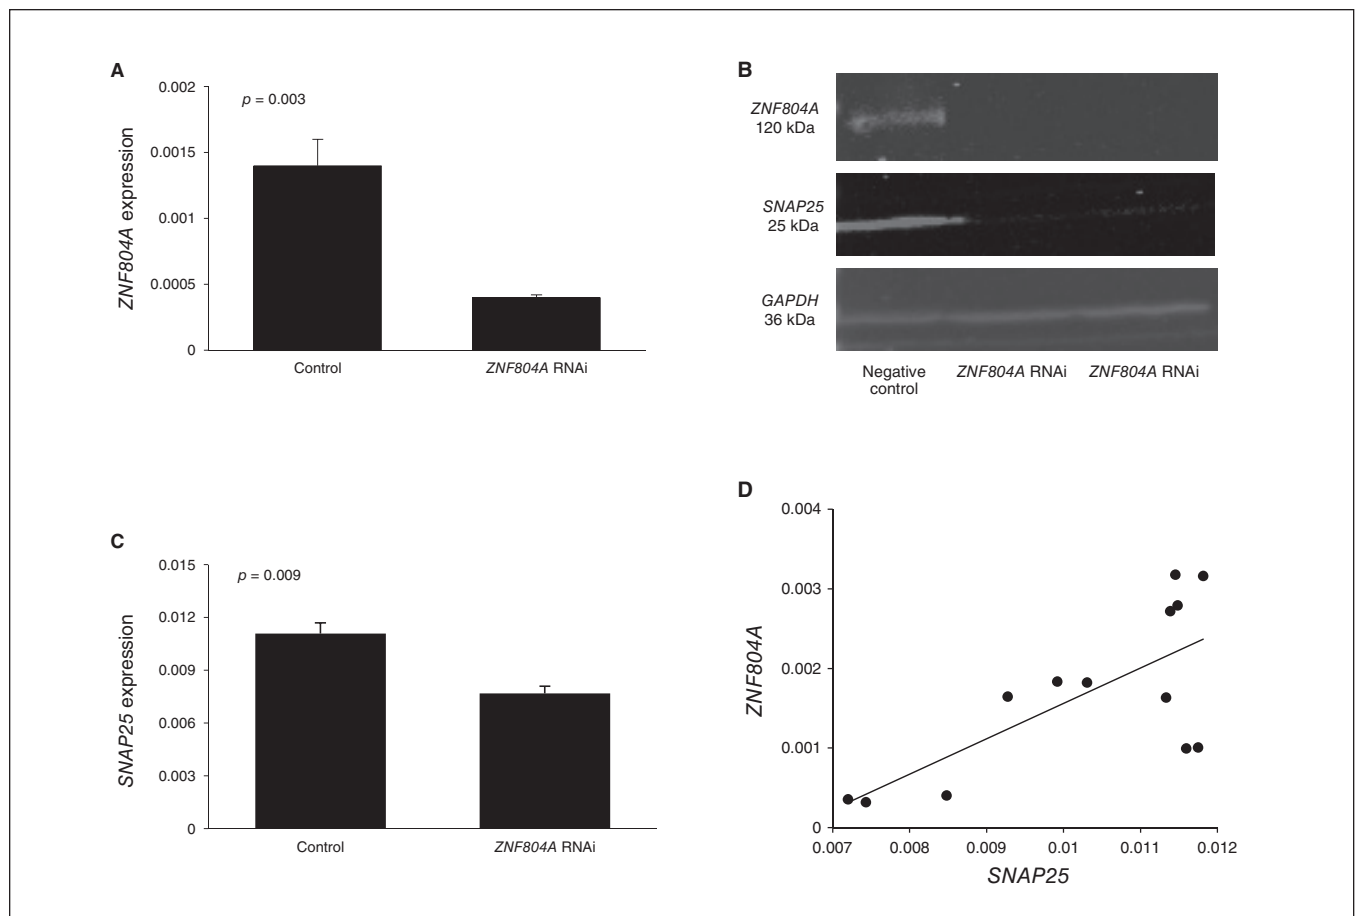 A
0.002
0.0015
0.001
0.0005
0
ZNF804A expression
p = 0.003
Control
ZNF804A RNAi
B
ZNF804A
120 kDa
SNAP25
25 kDa
GAPDH
36 kDa
Negative
control
ZNF804A RNAi
ZNF804A RNAi
C
0.015
0.012
0.009
0.006
0.003
0
SNAP25 expression
p = 0.009
Control
ZNF804A RNAi
D
0.004
0.003
0.002
0.001
0
ZNF804A
0.007
0.008
0.009
0.01
0.011
0.012
SNAP25